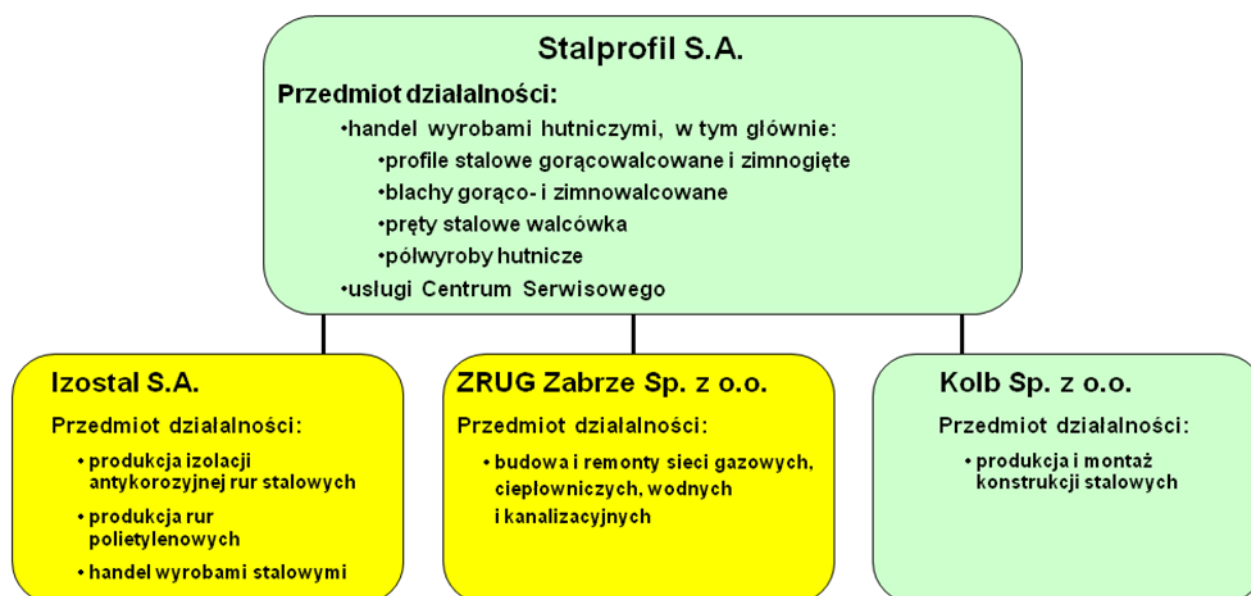 Stalprofil S.A.
Przedmiot działalności:
•handel wyrobami hutniczymi, w tym głównie:
•profile stalowe gorącowalcowane i zimnogięte
•blachy gorąco- i zimnowalcowane
•pręty stalowe walcówka
•półwyroby hutnicze
•usługi Centrum Serwisowego
Izostal S.A.
Przedmiot działalności:
• produkcja izolacji
antykorozyjnej rur stalowych
• produkcja rur
polietylenowych
• handel wyrobami stalowymi
ZRUG Zabrze Sp. z o.o.
Przedmiot działalności:
• budowa i remonty sieci gazowych,
ciepłowniczych, wodnych
i kanalizacyjnych
Kolb Sp. z o.o.
Przedmiot działalności:
• produkcja i montaż
konstrukcji stalowych